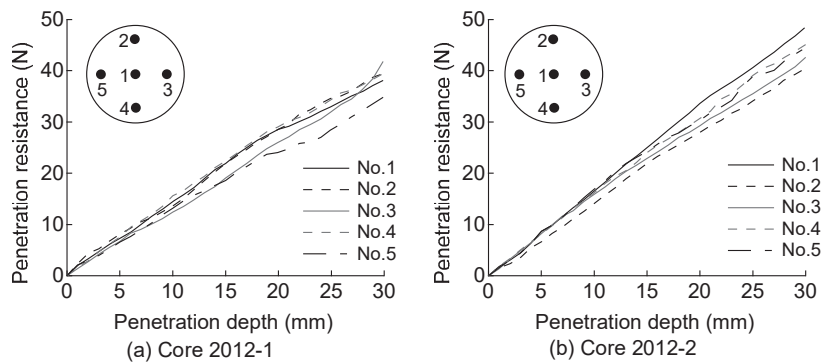 Penetration resistance (N)
50
40
30
20
10
0
0 5 10 15 20 25 30
Penetration depth (mm)
2
1
5 3
4
No.1
No.2
No.3
No.4
No.5
(a) Core 2012-1
Penetration resistance (N)
50
40
30
20
10
0
0 5 10 15 20 25 30
Penetration depth (mm)
2
1
5 3
4
No.1
No.2
No.3
No.4
No.5
(b) Core 2012-2